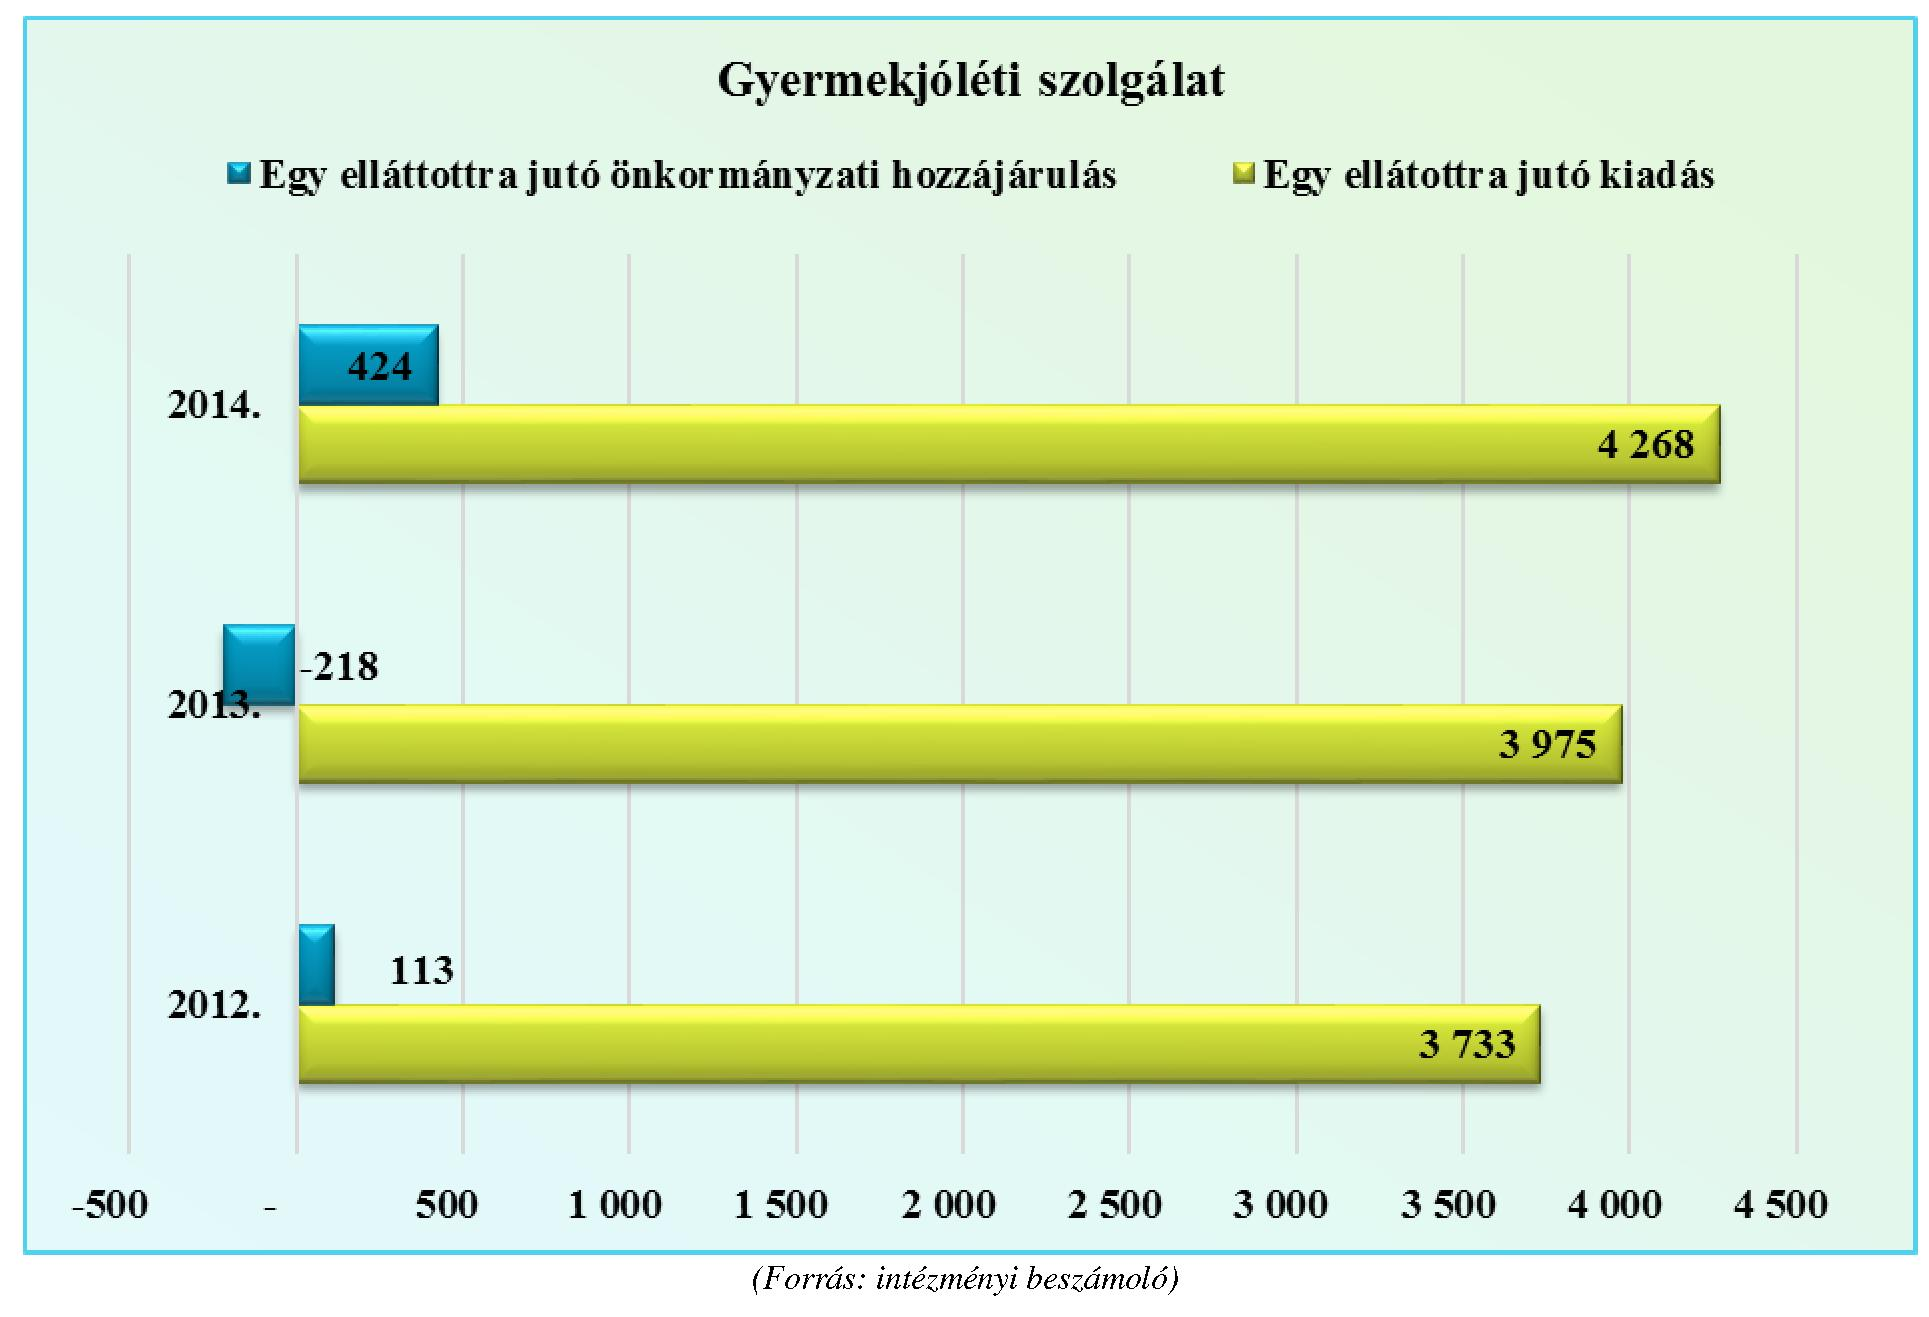 Gyermekjóléti szolgálat
Egy elláttottra jutó önkormányzati hozzájárulás Egy ellátottra jutó kiadás
424
2014.
4 268
-218
2013.
3 975
113
2012.
3 733
-500 - 500 1 000 1 500 2 000 2 500 3 000 3 500 4 000 4 500
(Forrás: intézményi beszámoló)